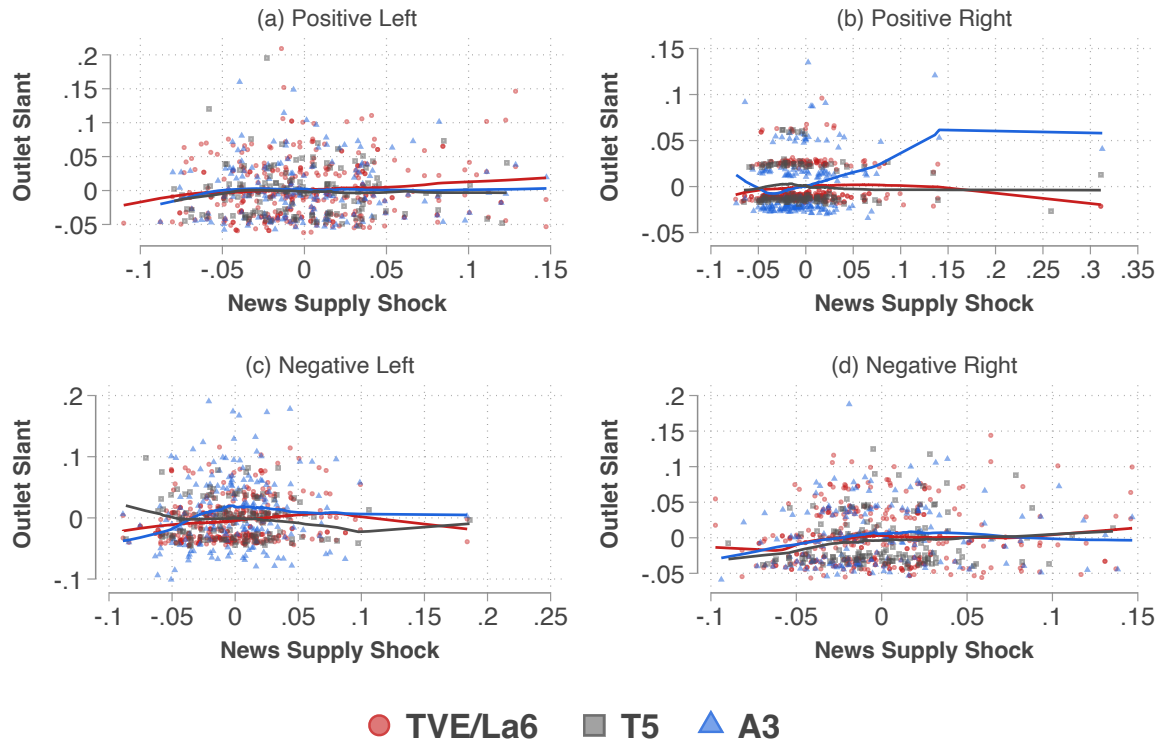 (a) Positive Left
Outlet Slant
.2
.15
.1
.05
0
-.05
-.1 -.05 0 .05 .1 .15
News Supply Shock
(b) Positive Right
Outlet Slant
.15
.1
.05
0
-.05
-.1 -.05 0 .05 .1 .15 .2 .25 .3 .35
News Supply Shock
(c) Negative Left
Outlet Slant
.2
.1
0
-.1
-.1 -.05 0 .05 .1 .15 .2 .25
News Supply Shock
(d) Negative Right
Outlet Slant
.2
.15
.1
.05
0
-.05
-.1 -.05 0 .05 .1 .15
News Supply Shock
TVE/La6 T5 A3